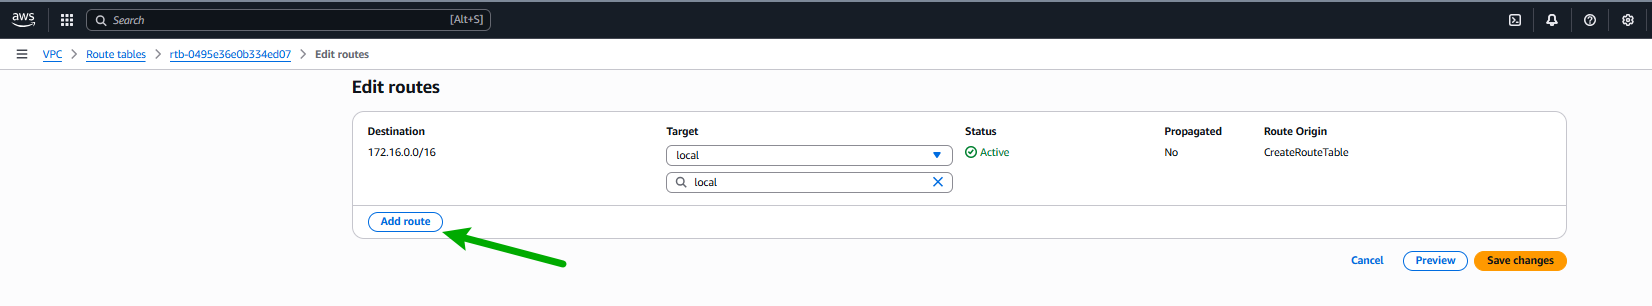 aws Search [Alt+S]
VPC Route tables rtb-0495e36e0b334ed07 Edit routes
Edit routes
Destination Target Status Propagated Route Origin
172.16.0.0/16 local Active No CreateRouteTable
local
Add route
Cancel Preview Save changes